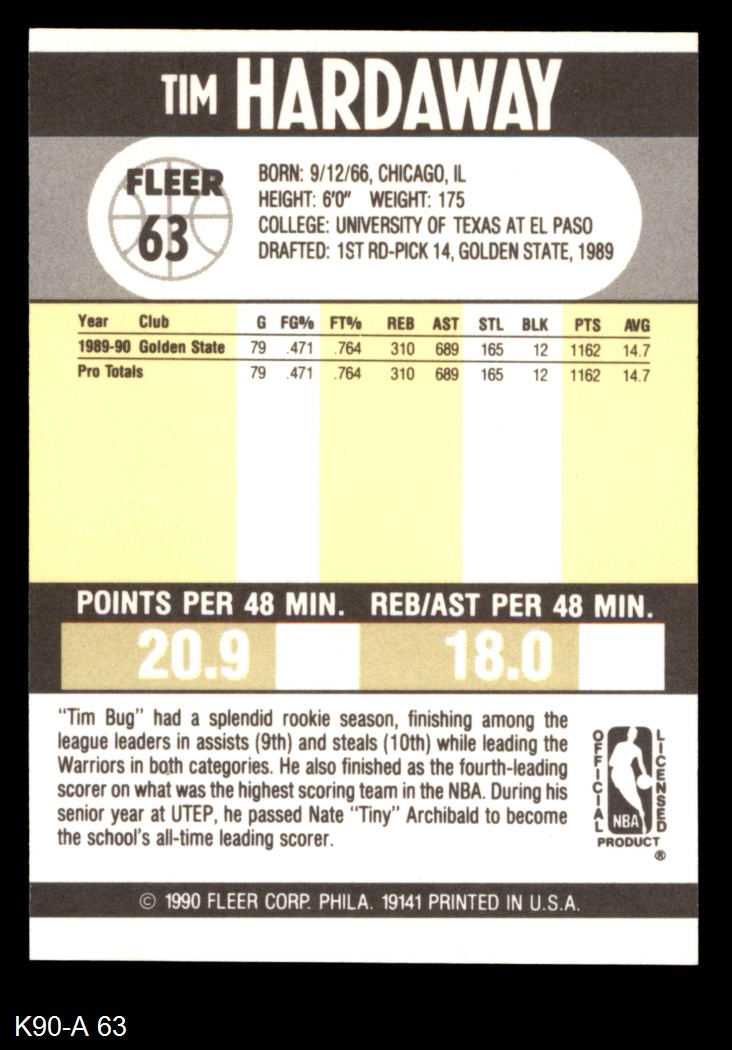 TIM HARDAWAY
FLEER
63
BORN: 9/12/66, CHICAGO, IL
HEIGHT: 6'0" WEIGHT: 175
COLLEGE: UNIVERSITY OF TEXAS AT EL PASO
DRAFTED: 1ST RD-PICK 14, GOLDEN STATE, 1989
Year Club G FG% FT% REB AST STL BLK PTS AVG
1989-90 Golden State 79 .471 .764 310 689 165 12 1162 14.7
Pro Totals 79 .471 .764 310 689 165 12 1162 14.7
POINTS PER 48 MIN. REB/AST PER 48 MIN.
20.9 18.0
"Tim Bug" had a splendid rookie season, finishing among the
league leaders in assists (9th) and steals (10th) while leading the
Warriors in both categories. He also finished as the fourth-leading
scorer on what was the highest scoring team in the NBA. During his
senior year at UTEP, he passed Nate "Tiny" Archibald to become
the school's all-time leading scorer.
OFFICIAL
LICENSED
NBA
PRODUCT
®
© 1990 FLEER CORP. PHILA. 19141 PRINTED IN U.S.A.
K90-A 63